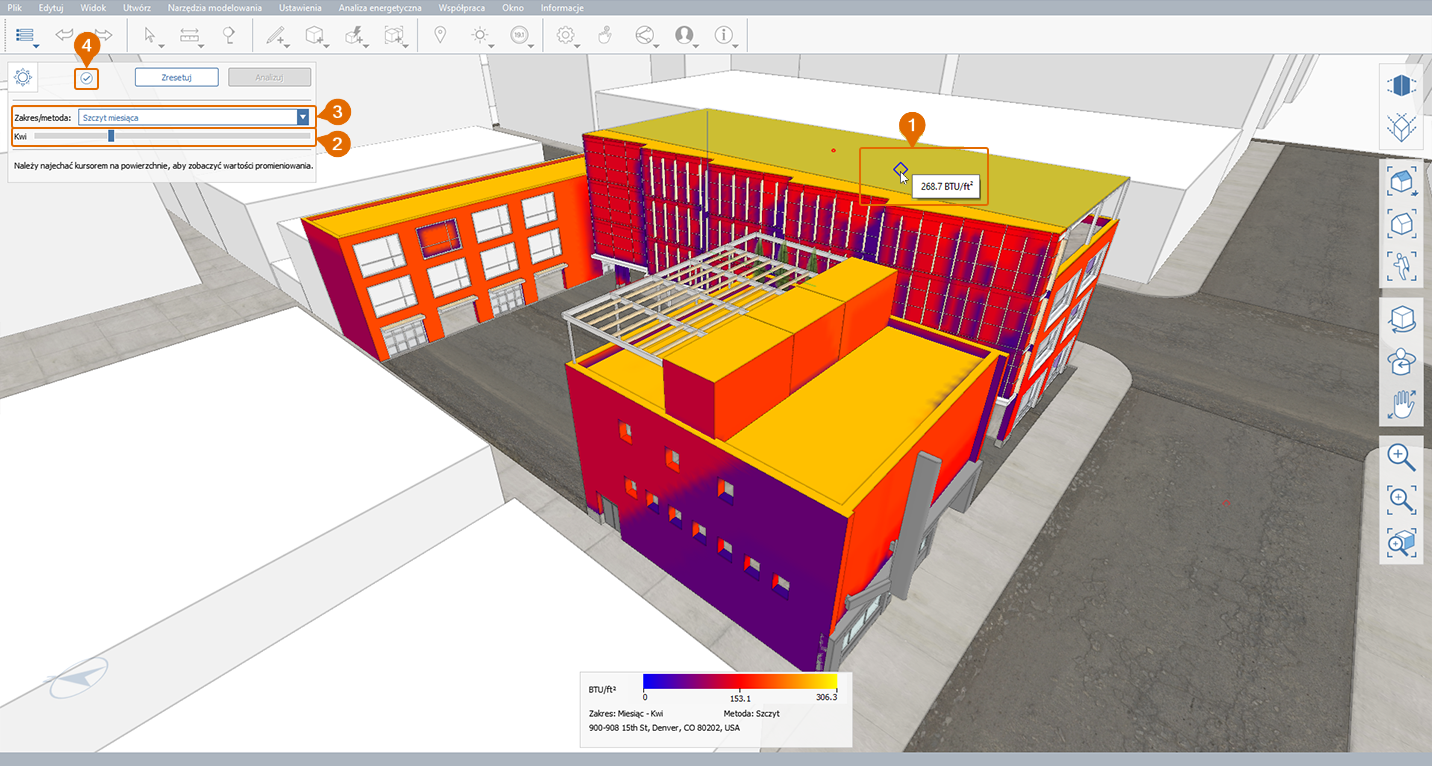 Plik Edytuj Widok Utwórz Narzędzia modelowania Ustawienia Analiza energetyczna Współpraca Okno Informacje
19.1
4
Zresetuj Analizuj
Zakres/metoda: Szczyt miesiąca
3
Kwi
2
Należy najechać kursorem na powierzchnie, aby zobaczyć wartości promieniowania.
1
268.7 BTU/ft²
BTU/ft²
0 153.1 306.3
Zakres: Miesiąc - Kwi Metoda: Szczyt
900-908 15th St, Denver, CO 80202, USA